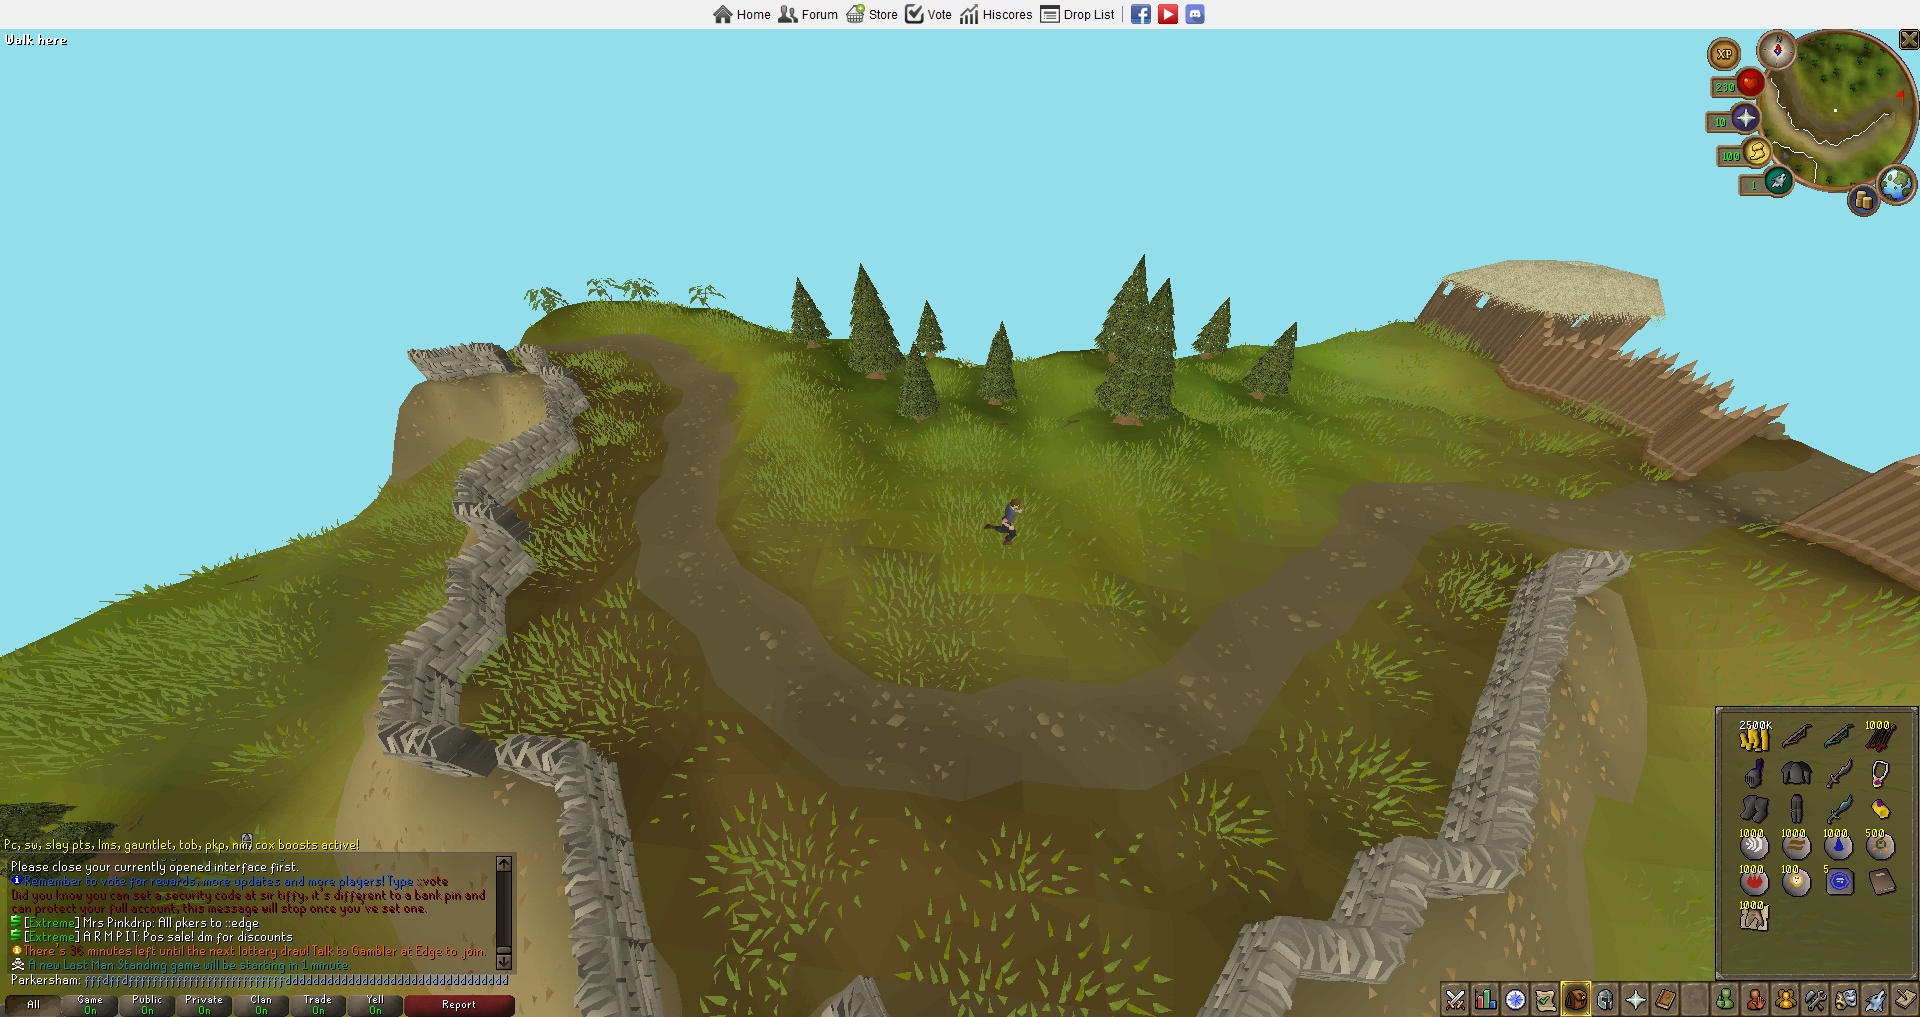 Home Forum Store Vote Hiscores Drop List
Walk here
XP
N
230
10
100
1
2500K
1000
1000 1000 1000 500
1000 100 5
1000
Pc, sw, slay pts, lms, gauntlet, tob, pkp, nm, cox boosts active!
Please close your currently opened interface first.
Remember to vote for rewards, more updates and more players! Type ::vote
Did you know you can set a security code at sir tiffy, it's different to a bank pin and
can protect your full account, this message will stop once you've set one.
[Extreme] Mrs Pinkdrip: All pkers to ::edge
[Extreme] A R M P I T: Pos sale! dm for discounts
There's 36 minutes left until the next lottery draw! Talk to Gambler at Edge to join.
A new Last Man Standing game will be starting in 1 minute.
Parkersham:
All Game Public Private Clan Trade Yell Report
On On On On On On